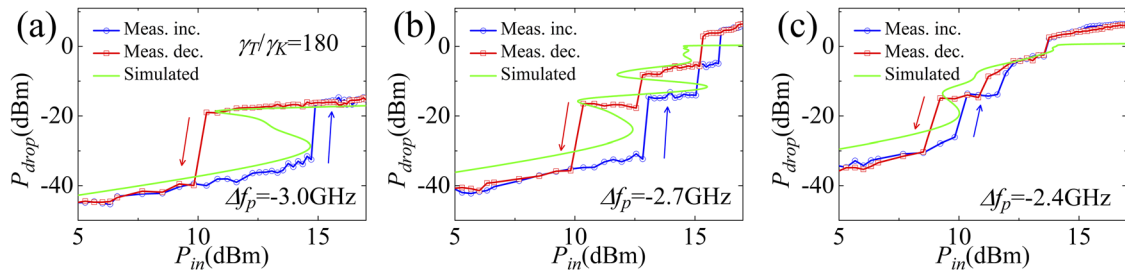 (a)
Meas. inc.
Meas. dec.
Simulated
γT/γK=180
Δfp=-3.0GHz
0
-20
-40
Pdrop(dBm)
5
10
15
Pin(dBm)
(b)
Meas. inc.
Meas. dec.
Simulated
Δfp=-2.7GHz
0
-20
-40
Pdrop(dBm)
5
10
15
Pin(dBm)
(c)
Meas. inc.
Meas. dec.
Simulated
Δfp=-2.4GHz
0
-20
-40
Pdrop(dBm)
5
10
15
Pin(dBm)